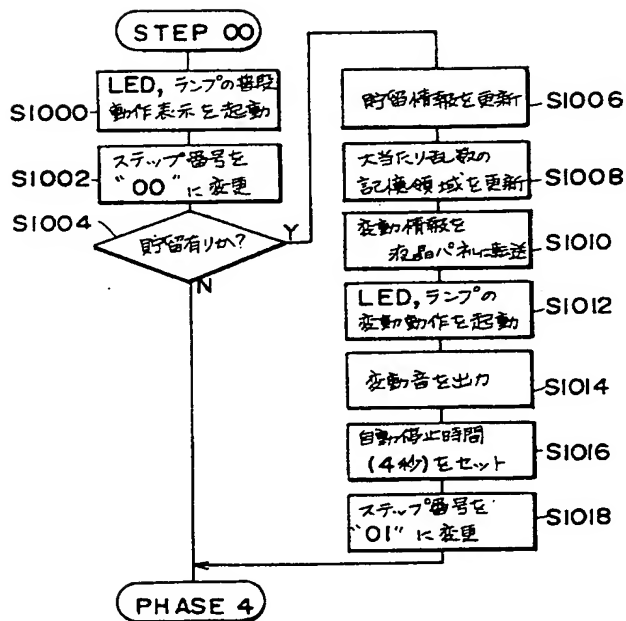 STEP 00
LED, ランプの普段
動作表示を起動
S1000
ステップ番号を
"00"に変更
S1002
S1004
貯留有りか?
Y
N
貯留情報を更新
S1006
大当たり乱数の
記憶領域を更新
S1008
変動情報を
液晶パネルに転送
S1010
LED, ランプの
変動動作を起動
S1012
変動音を出力
S1014
自動停止時間
(4秒)をセット
S1016
ステップ番号を
"01"に変更
S1018
PHASE 4